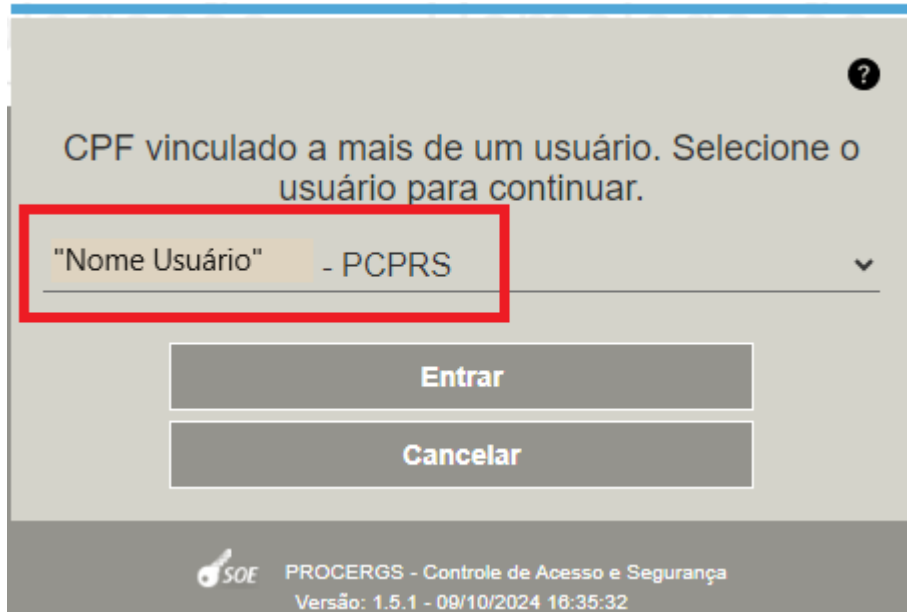 ?
CPF vinculado a mais de um usuário. Selecione o
usuário para continuar.
"Nome Usuário" - PCPRS
Entrar
Cancelar
SOE PROCERGS - Controle de Acesso e Segurança
Versão: 1.5.1 - 09/10/2024 16:35:32